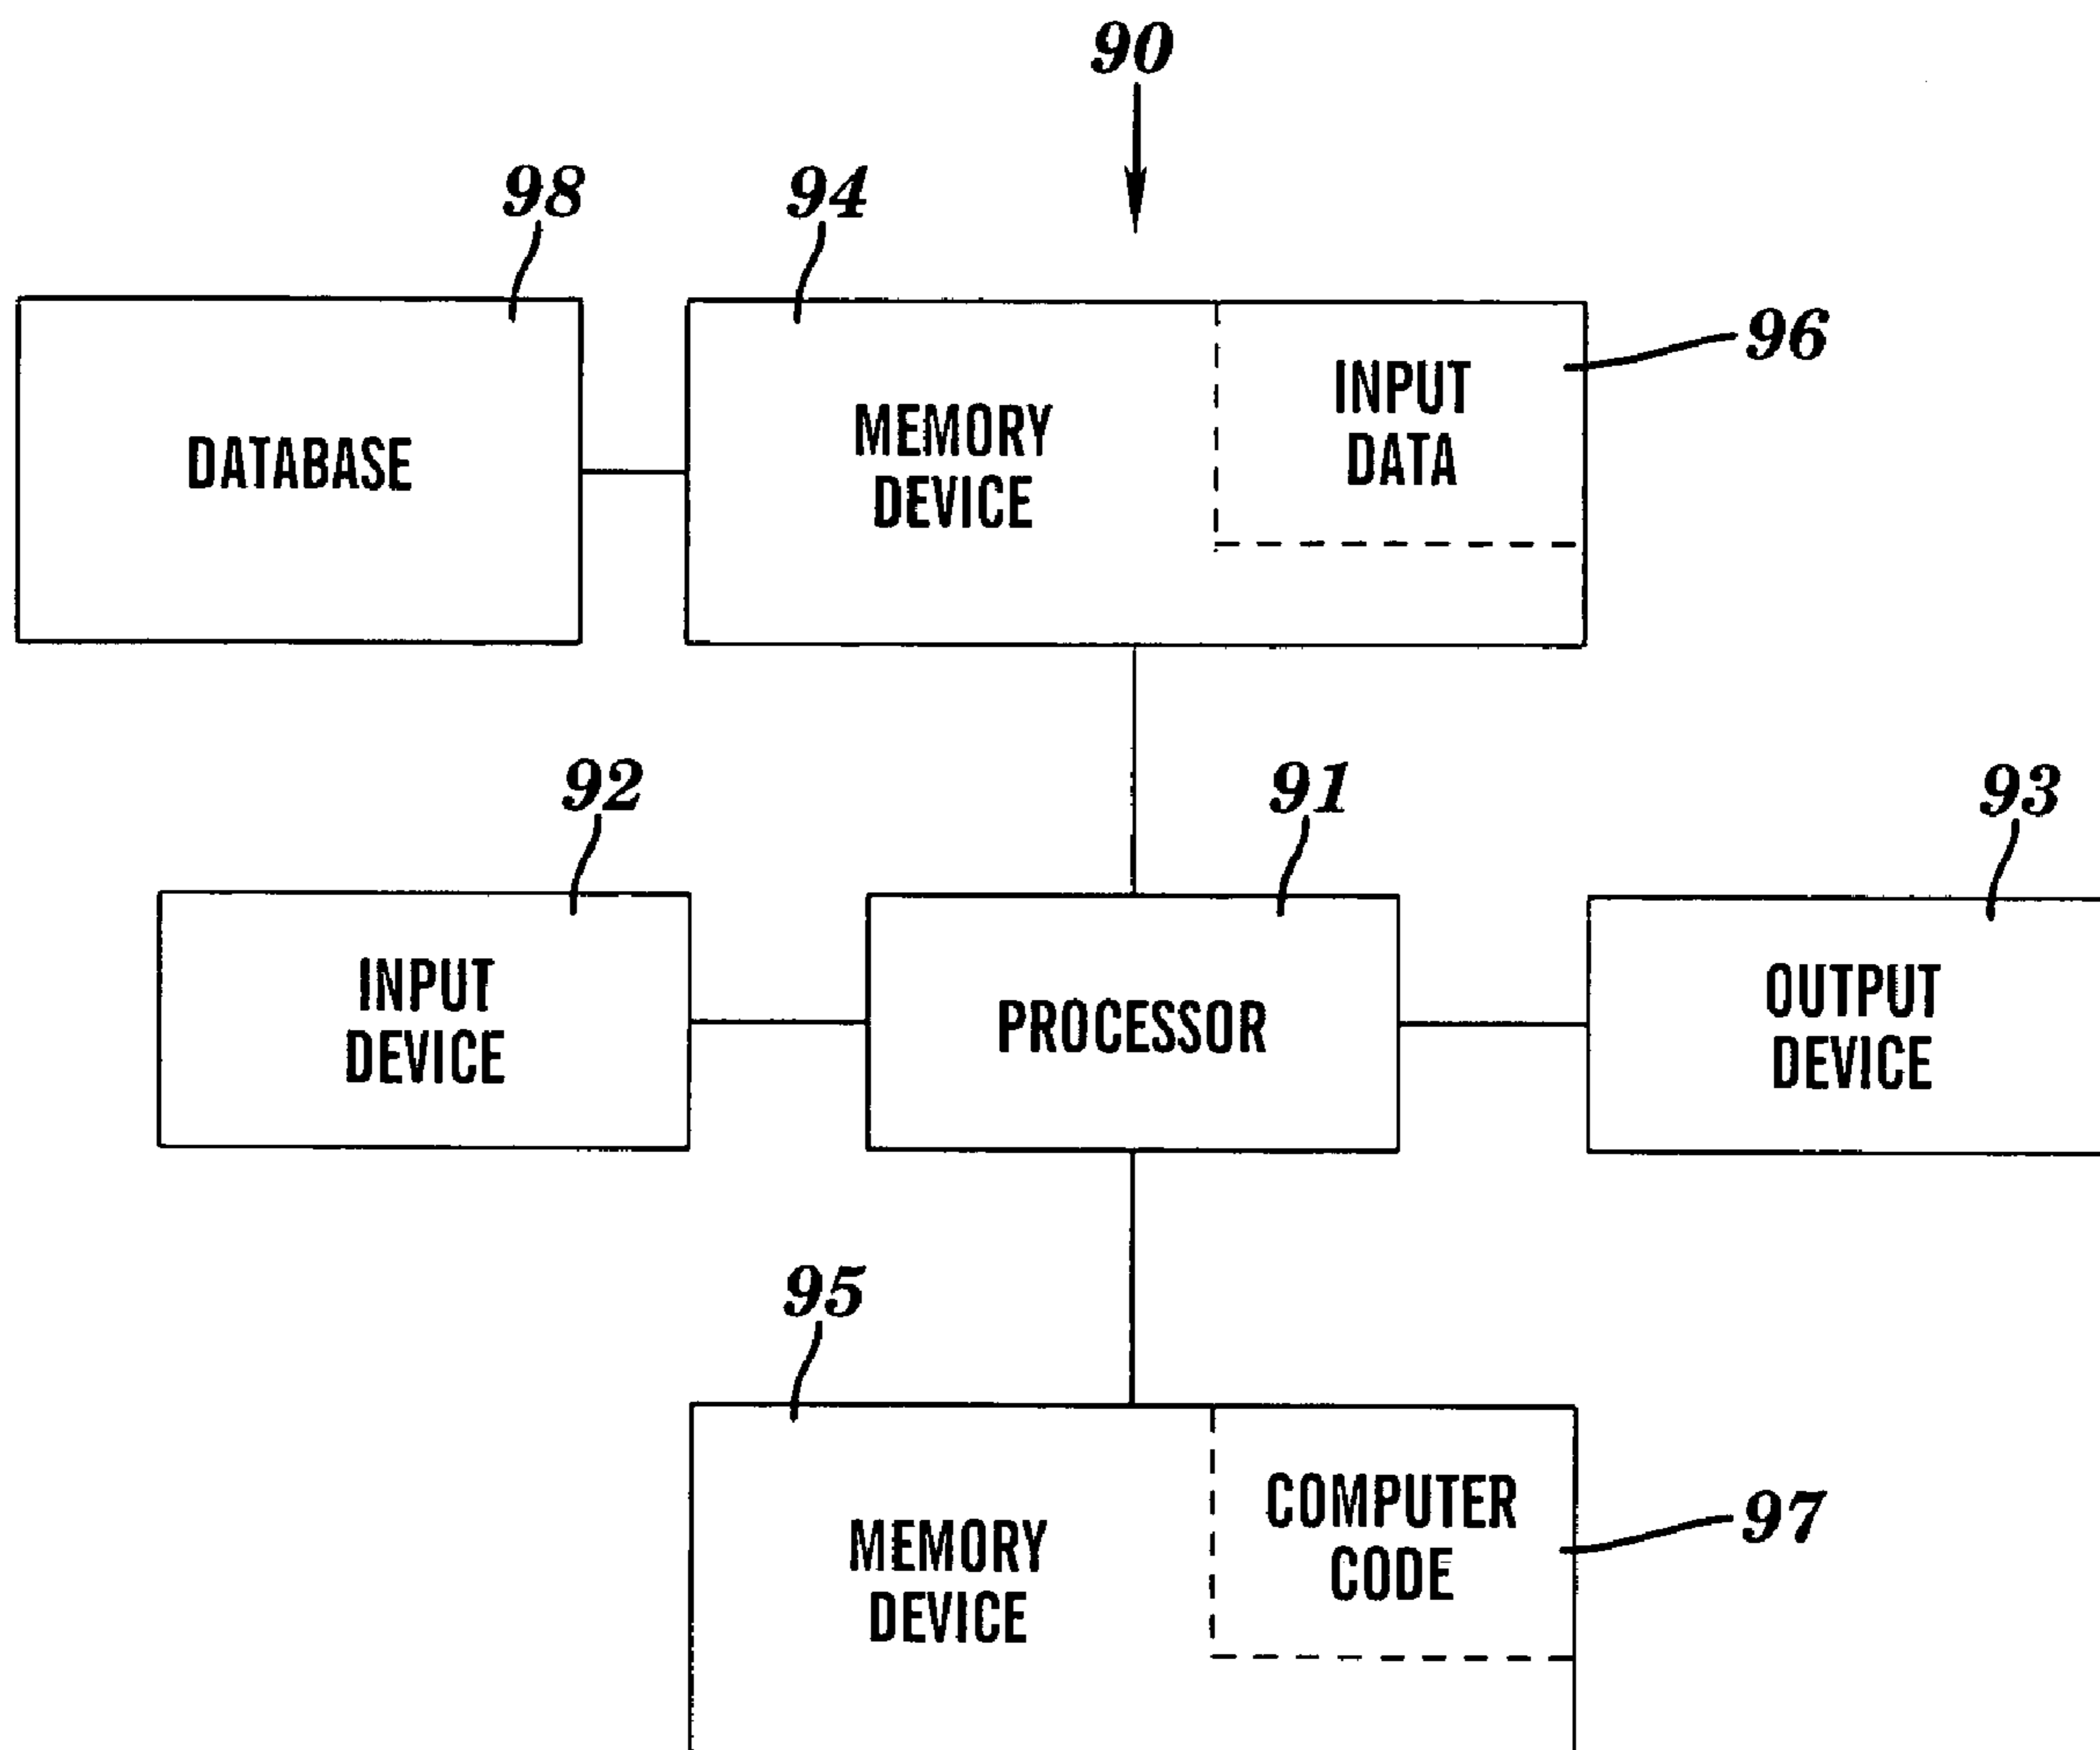 90
98
94
96
DATABASE
MEMORY
DEVICE
INPUT
DATA
92
91
93
INPUT
DEVICE
PROCESSOR
OUTPUT
DEVICE
95
MEMORY
DEVICE
COMPUTER
CODE
97